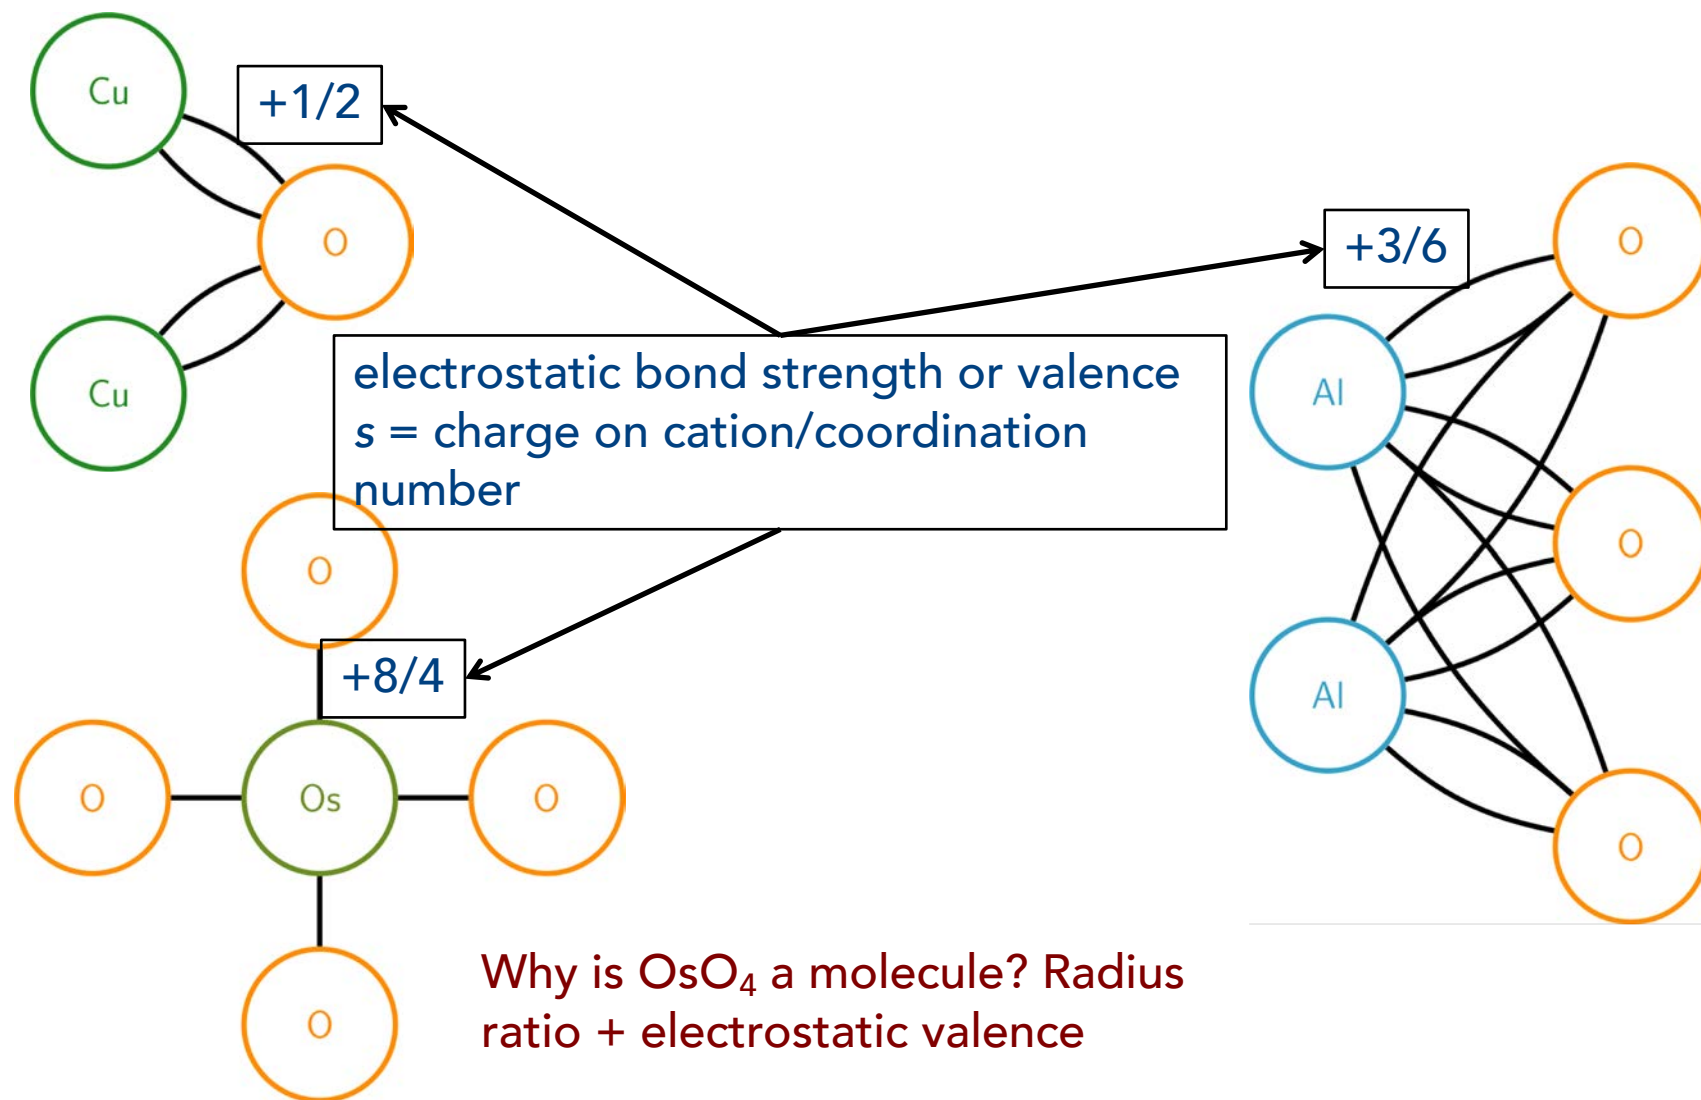 Cu
+1/2
O
Cu
+3/6
O
Al
O
Al
O
electrostatic bond strength or valence
s = charge on cation/coordination
number
O
+8/4
O
Os
O
O
Why is OsO₄ a molecule? Radius
ratio + electrostatic valence